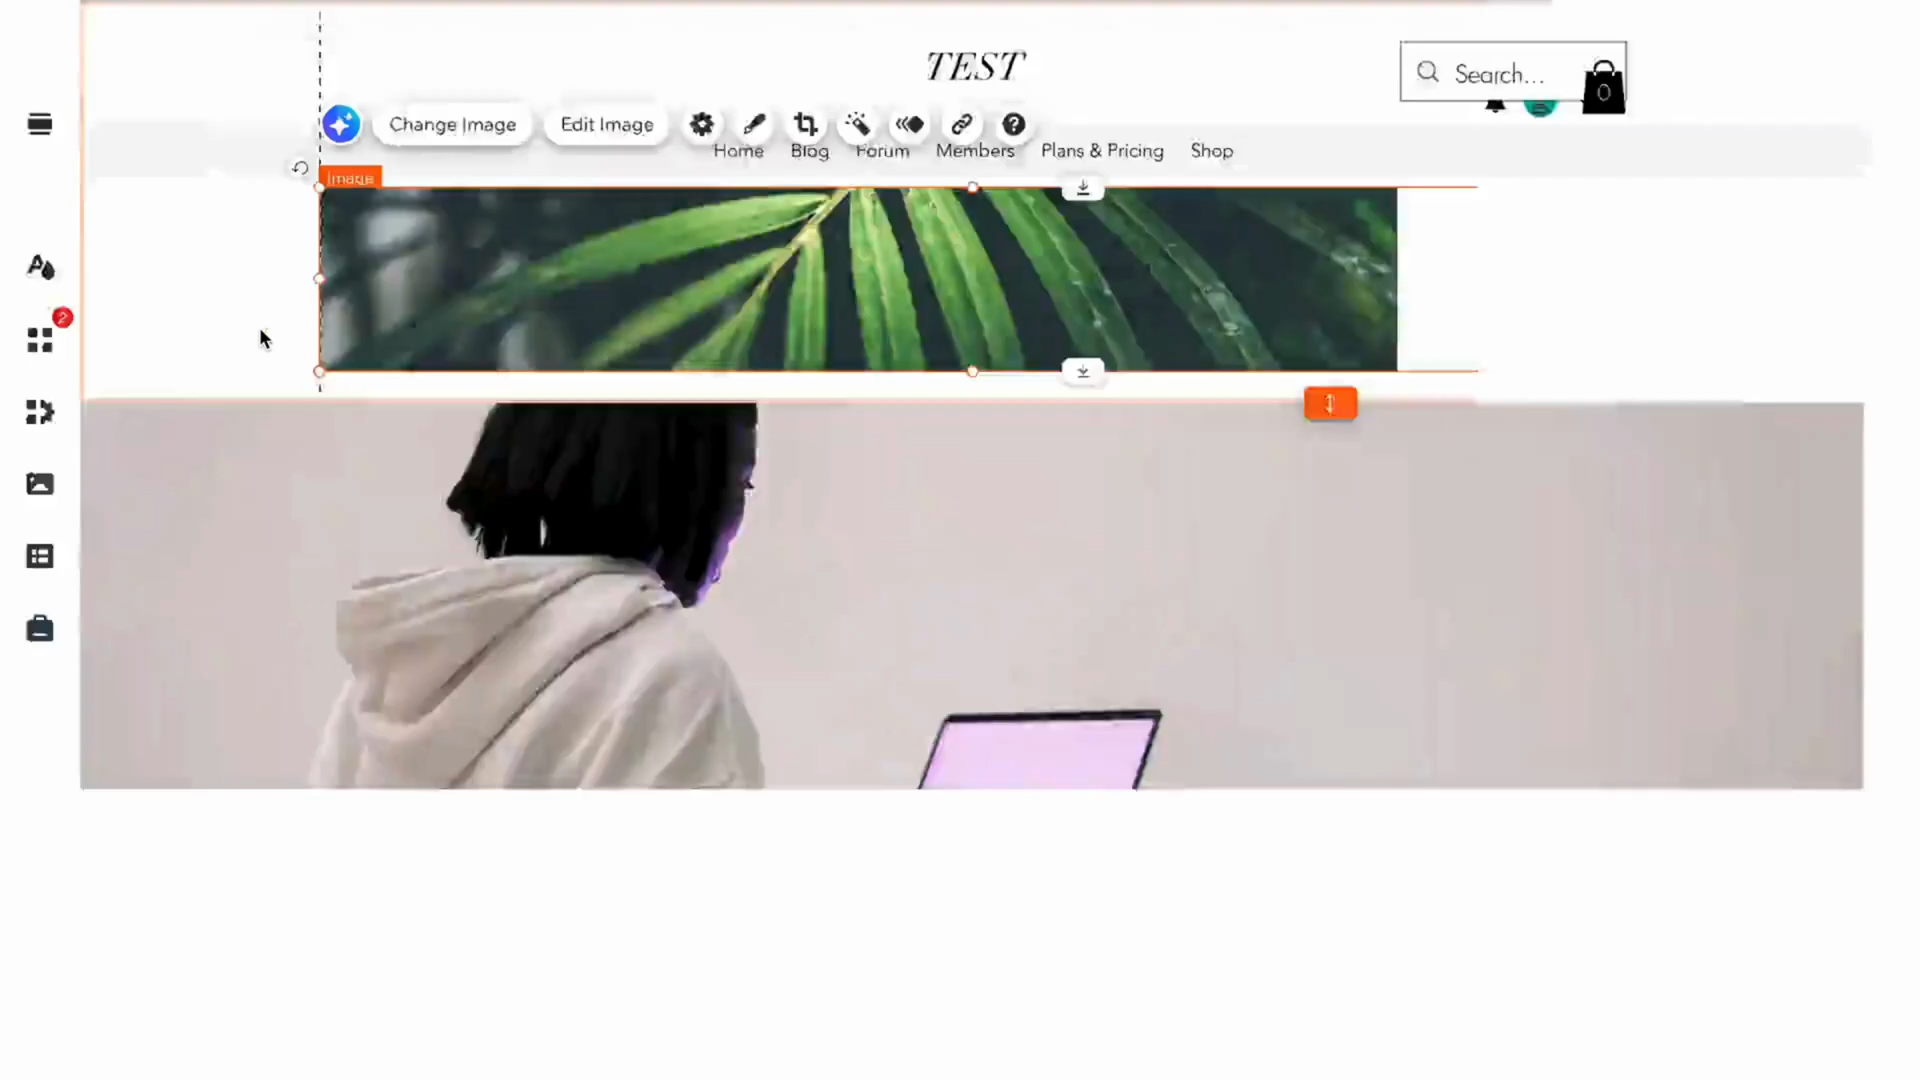 TEST
Search...
0
Change Image
Edit Image
?
Home
Blog
Forum
Members
Plans & Pricing
Shop
Image
2